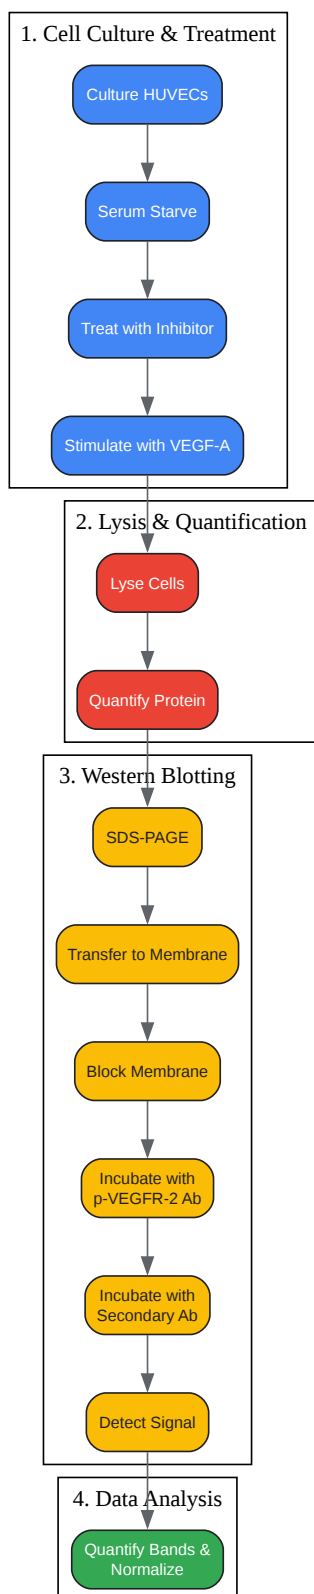 1. Cell Culture & Treatment
Culture HUVECs
Serum Starve
Treat with Inhibitor
Stimulate with VEGF-A
2. Lysis & Quantification
Lyse Cells
Quantify Protein
3. Western Blotting
SDS-PAGE
Transfer to Membrane
Block Membrane
Incubate with
p-VEGFR-2 Ab
Incubate with
Secondary Ab
Detect Signal
4. Data Analysis
Quantify Bands &
Normalize